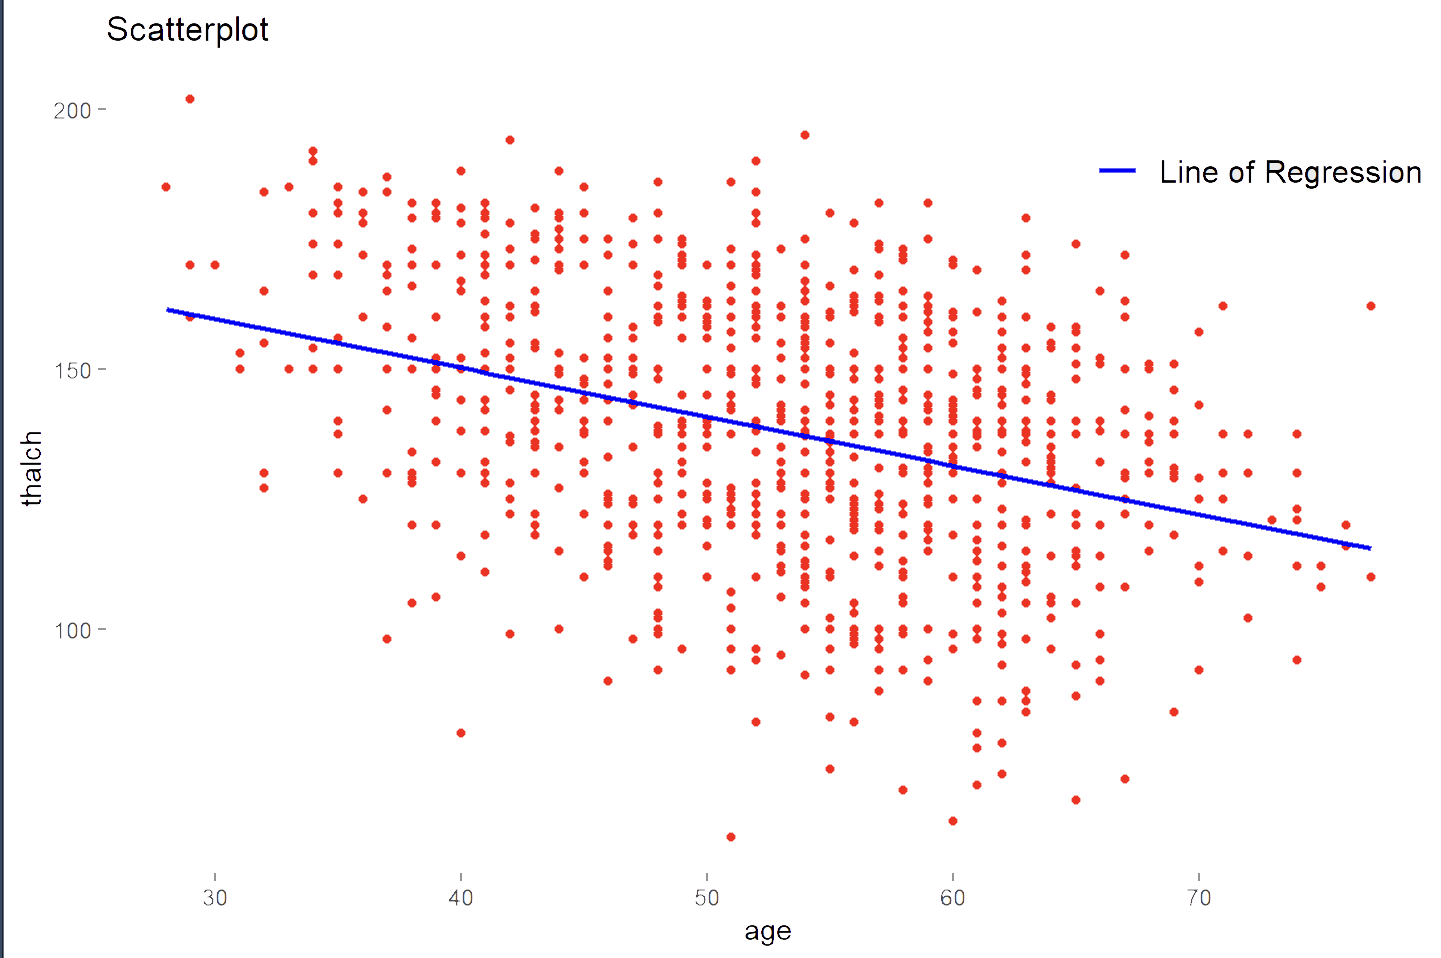 Scatterplot
200
150
100
thalch
Line of Regression
30 40 50 60 70
age